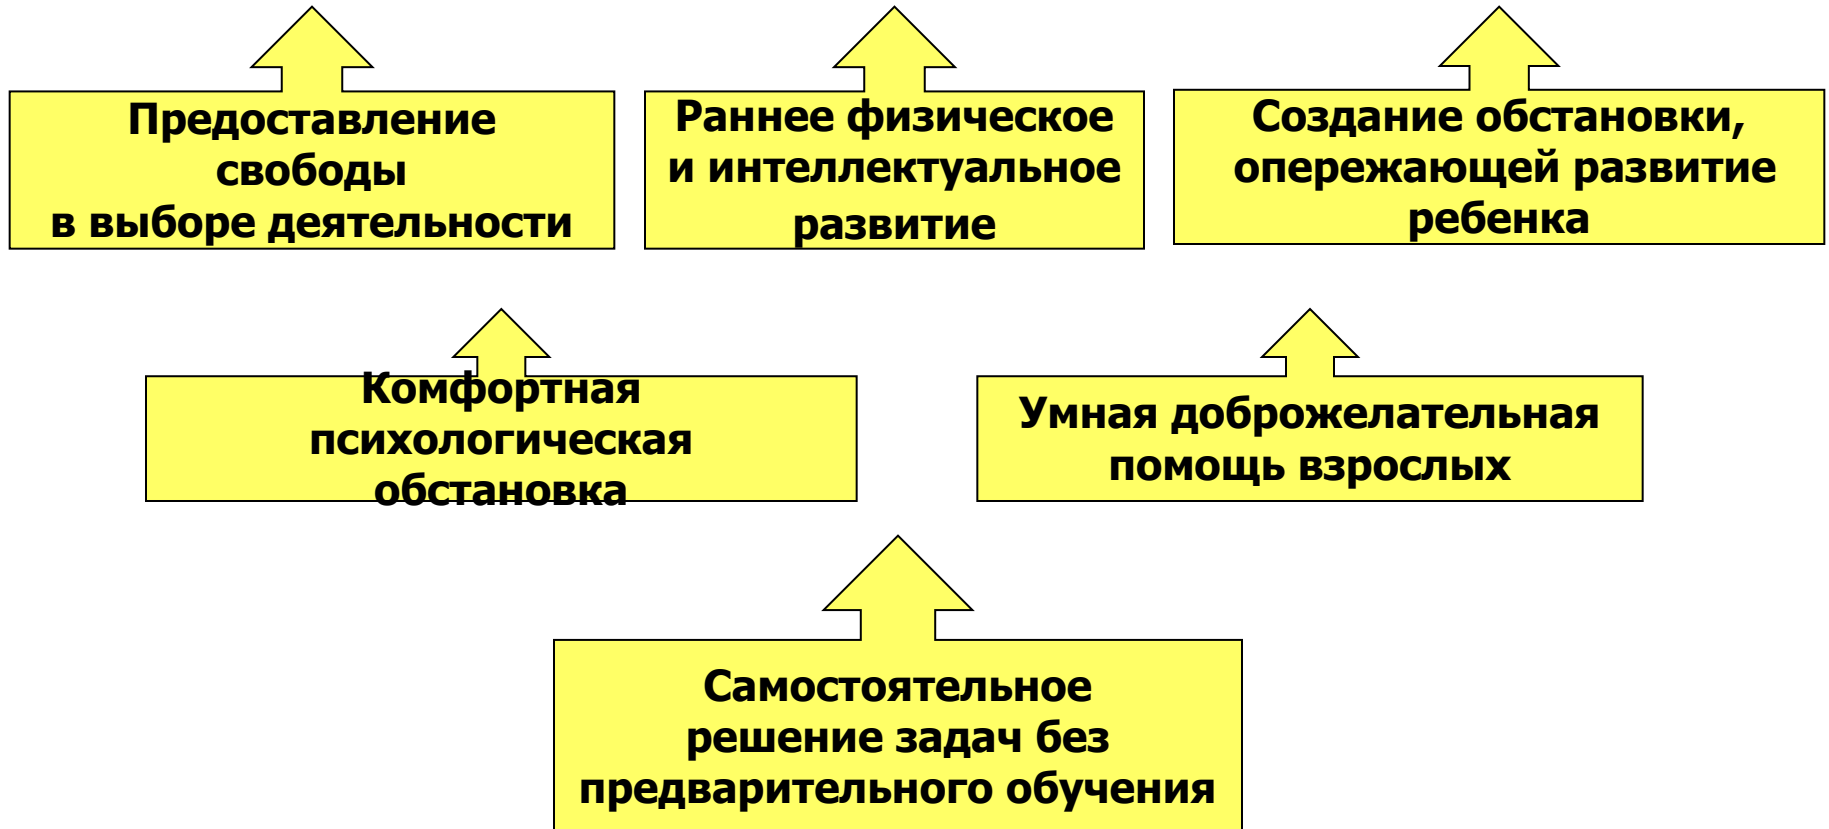 Предоставление
свободы
в выборе деятельности
Раннее физическое
и интеллектуальное
развитие
Создание обстановки,
опережающей развитие
ребенка
Комфортная
психологическая
обстановка
Умная доброжелательная
помощь взрослых
Самостоятельное
решение задач без
предварительного обучения